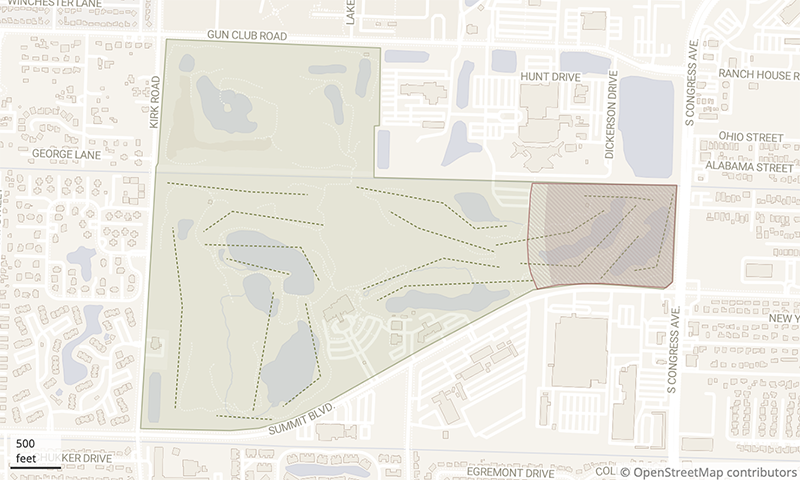 WINCHESTER LANE
LAKE
GUN CLUB ROAD
HUNT DRIVE
RANCH HOUSE R
KIRK ROAD
DICKERSON DRIVE
S CONGRESS AVE.
OHIO STREET
GEORGE LANE
ALABAMA STREET
NEW Y
S CONGRESS AVE.
SUMMIT BLVD
500
feet
HUKKER DRIVE
EGREMONT DRIVE
COL
© OpenStreetMap contributors